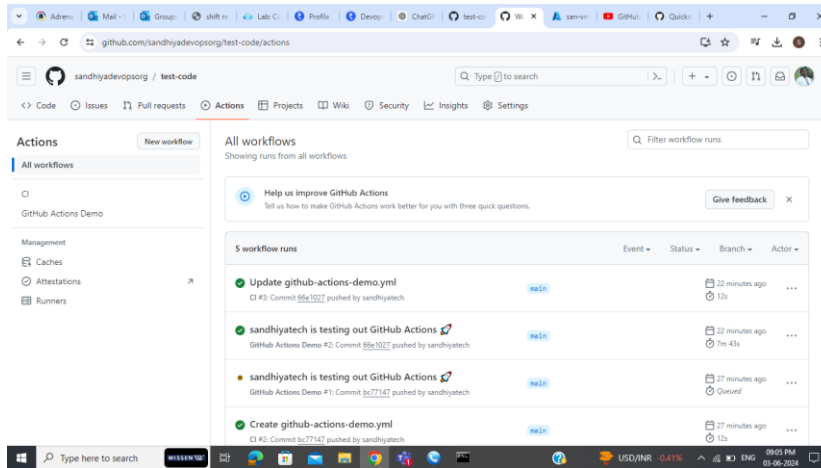 Adren
Mail -
Group:
shift re
Lab: Co
Profile
Devop:
ChatG
test-co
Wo
sen-vm
GitHub
Quicks
github.com/sandhiyadevopsorg/test-code/actions
sandhiyadevopsorg / test-code
Type / to search
Code
Issues
Pull requests
Actions
Projects
Wiki
Security
Insights
Settings
Actions
New workflow
All workflows
CI
GitHub Actions Demo
Management
Caches
Attestations
Runners
All workflows
Showing runs from all workflows
Filter workflow runs
Help us improve GitHub Actions
Tell us how to make GitHub Actions work better for you with three quick questions.
Give feedback
5 workflow runs
Event
Status
Branch
Actor
Update github-actions-demo.yml
CI #3: Commit 66e1027 pushed by sandhiyatech
main
22 minutes ago
12s
sandhiyatech is testing out GitHub Actions 🚀
GitHub Actions Demo #2: Commit 66e1027 pushed by sandhiyatech
main
22 minutes ago
7m 43s
sandhiyatech is testing out GitHub Actions 🚀
GitHub Actions Demo #1: Commit bc77147 pushed by sandhiyatech
main
27 minutes ago
Queued
Create github-actions-demo.yml
CI #2: Commit bc77147 pushed by sandhiyatech
main
27 minutes ago
12s
Type here to search
WISSEN
USD/INR -0.41%
ENG
09:05 PM
03-06-2024